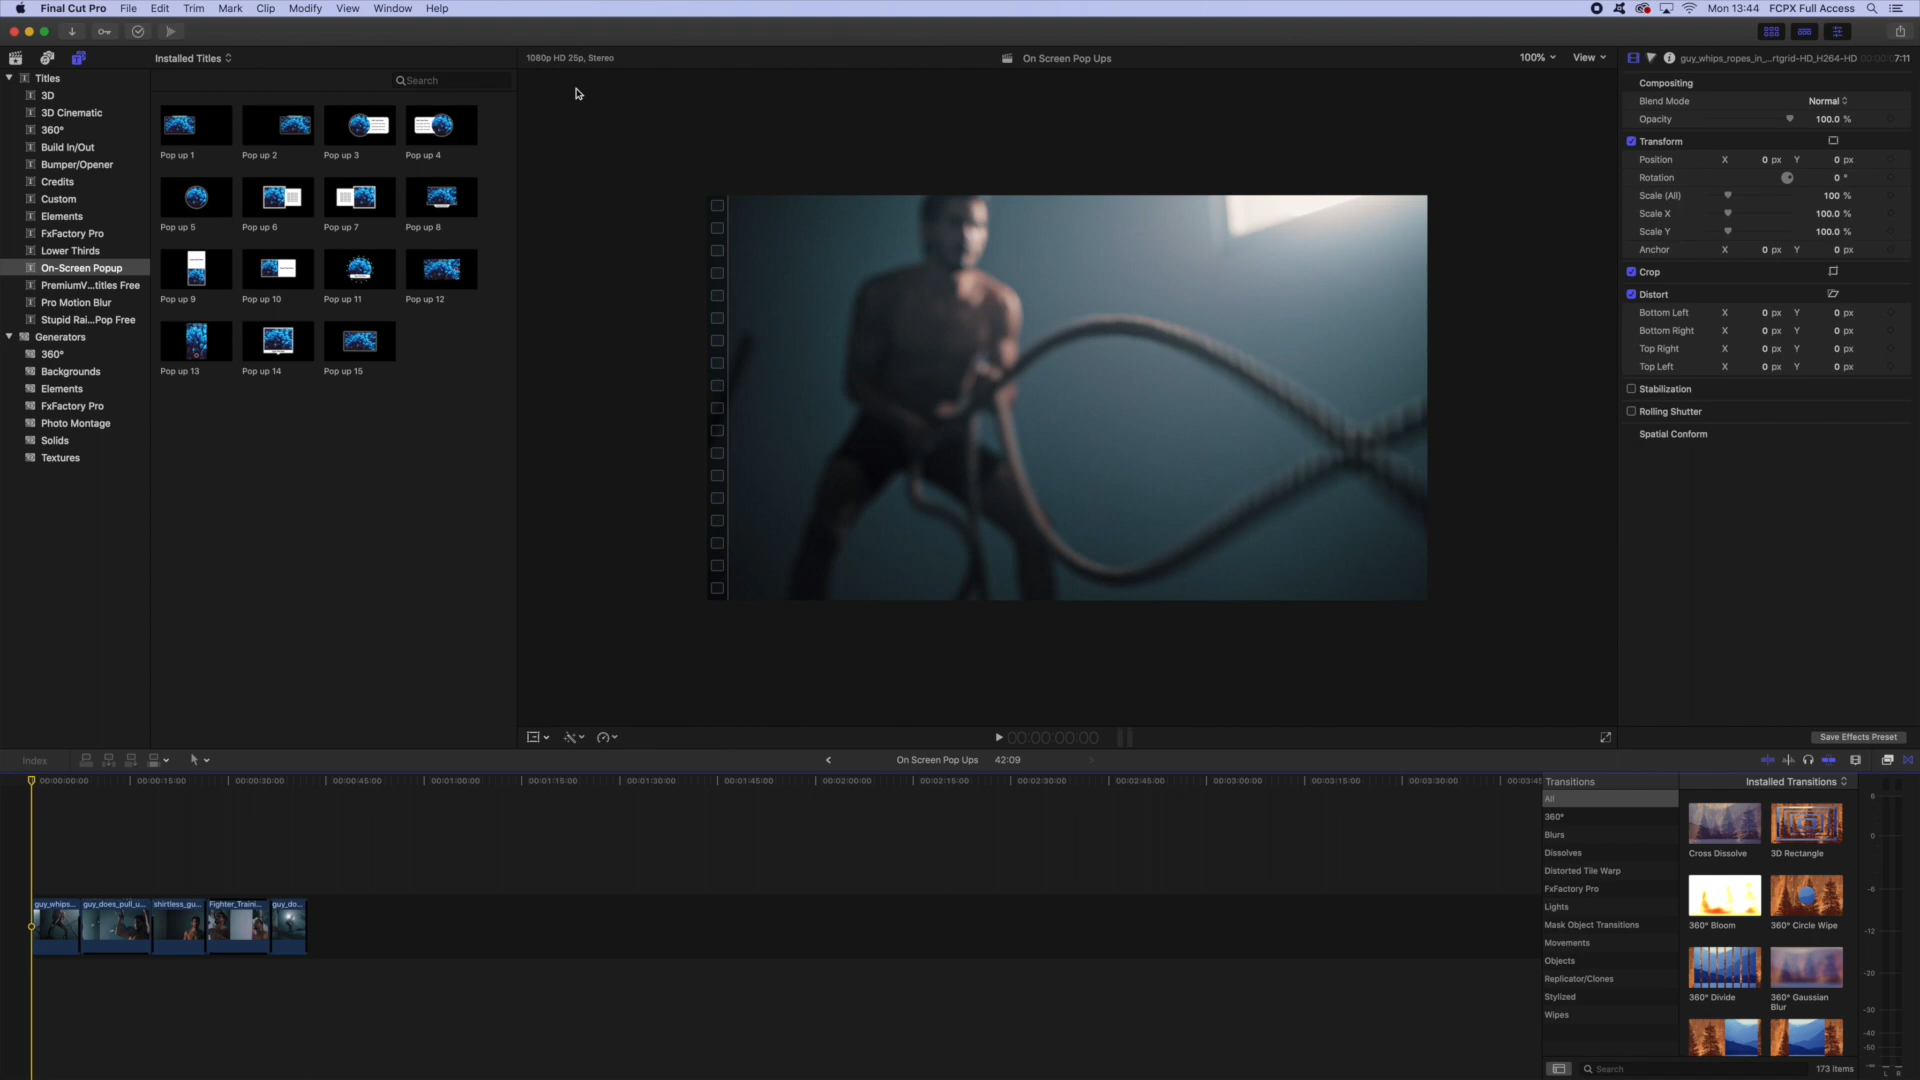 Final Cut Pro File Edit Trim Mark Clip Modify View Window Help
Mon 13:44 FCPX Full Access
Installed Titles
1080p HD 25p, Stereo
On Screen Pop Ups
100%
View
guy_whips_ropes_in_...rtgrid-HD_H264-HD
7:11
Search
Titles
3D
3D Cinematic
360°
Build In/Out
Bumper/Opener
Credits
Custom
Elements
FxFactory Pro
Lower Thirds
On-Screen Popup
PremiumV...titles Free
Pro Motion Blur
Stupid Rai...Pop Free
Generators
360°
Backgrounds
Elements
FxFactory Pro
Photo Montage
Solids
Textures
Pop up 1
Pop up 2
Pop up 3
Pop up 4
Pop up 5
Pop up 6
Pop up 7
Pop up 8
Pop up 9
Pop up 10
Pop up 11
Pop up 12
Pop up 13
Pop up 14
Pop up 15
Compositing
Blend Mode Normal
Opacity 100.0 %
Transform
Position X 0 px Y 0 px
Rotation 0 °
Scale (All) 100 %
Scale X 100.0 %
Scale Y 100.0 %
Anchor X 0 px Y 0 px
Crop
Distort
Bottom Left X 0 px Y 0 px
Bottom Right X 0 px Y 0 px
Top Right X 0 px Y 0 px
Top Left X 0 px Y 0 px
Stabilization
Rolling Shutter
Spatial Conform
00:00:00:00
Save Effects Preset
Index
On Screen Pop Ups 42:09
00:00:00:00 00:00:15:00 00:00:30:00 00:00:45:00 00:01:00:00 00:01:15:00 00:01:30:00 00:01:45:00 00:02:00:00 00:02:15:00 00:02:30:00 00:02:45:00 00:03:00:00 00:03:15:00 00:03:30:00 00:03:45
guy_whips... guy_does_pull_u... shirtless_gu... Fighter_Traini... guy_do...
Transitions
Installed Transitions
All
360°
Blurs
Dissolves
Distorted Tile Warp
FxFactory Pro
Lights
Mask Object Transitions
Movements
Objects
Replicator/Clones
Stylized
Wipes
Cross Dissolve
3D Rectangle
360° Bloom
360° Circle Wipe
360° Divide
360° Gaussian
Blur
Search
173 items
6
0
-6
-12
-20
-30
-40
-50
-∞
L R